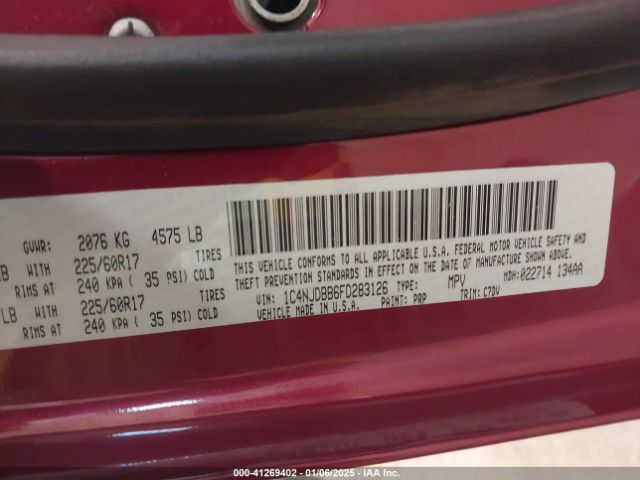 GVWR: 2076 KG 4575 LB
LB WITH 225/60R17 TIRES
RIMS AT 240 KPA ( 35 PSI) COLD
LB WITH 225/60R17 TIRES
RIMS AT 240 KPA ( 35 PSI) COLD
THIS VEHICLE CONFORMS TO ALL APPLICABLE U.S.A. FEDERAL MOTOR VEHICLE SAFETY, BUMPER, AND
THEFT PREVENTION STANDARDS IN EFFECT ON THE DATE OF MANUFACTURE SHOWN ABOVE.
VIN: 1C4NJDBB6FD283126 TYPE: MPV MDH: 022714 134AA
VEHICLE MADE IN U.S.A. PAINT: PRP TRIM: C7DV
000-41269402 - 01/06/2025 - IAA Inc.